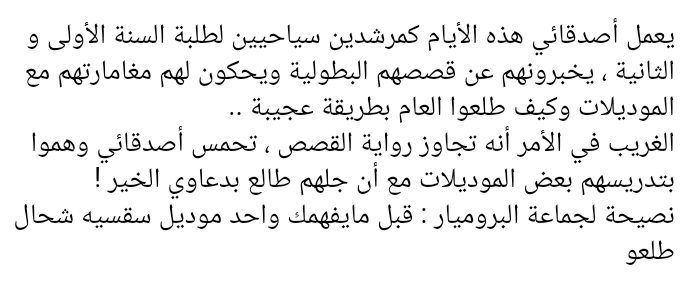 يعمل أصدقائي هذه الأيام كمرشدين سياحيين لطلبة السنة الأولى و
الثانية ، يخبرونهم عن قصصهم البطولية ويحكون لهم مغامارتهم مع
الموديلات وكيف طلعوا العام بطريقة عجيبة ..
الغريب في الأمر أنه تجاوز رواية القصص ، تحمس أصدقائي وهموا
بتدريسهم بعض الموديلات مع أن جلهم طالع بدعاوي الخير !
نصيحة لجماعة البروميار : قبل مايفهمك واحد موديل سقسيه شحال
طلعو